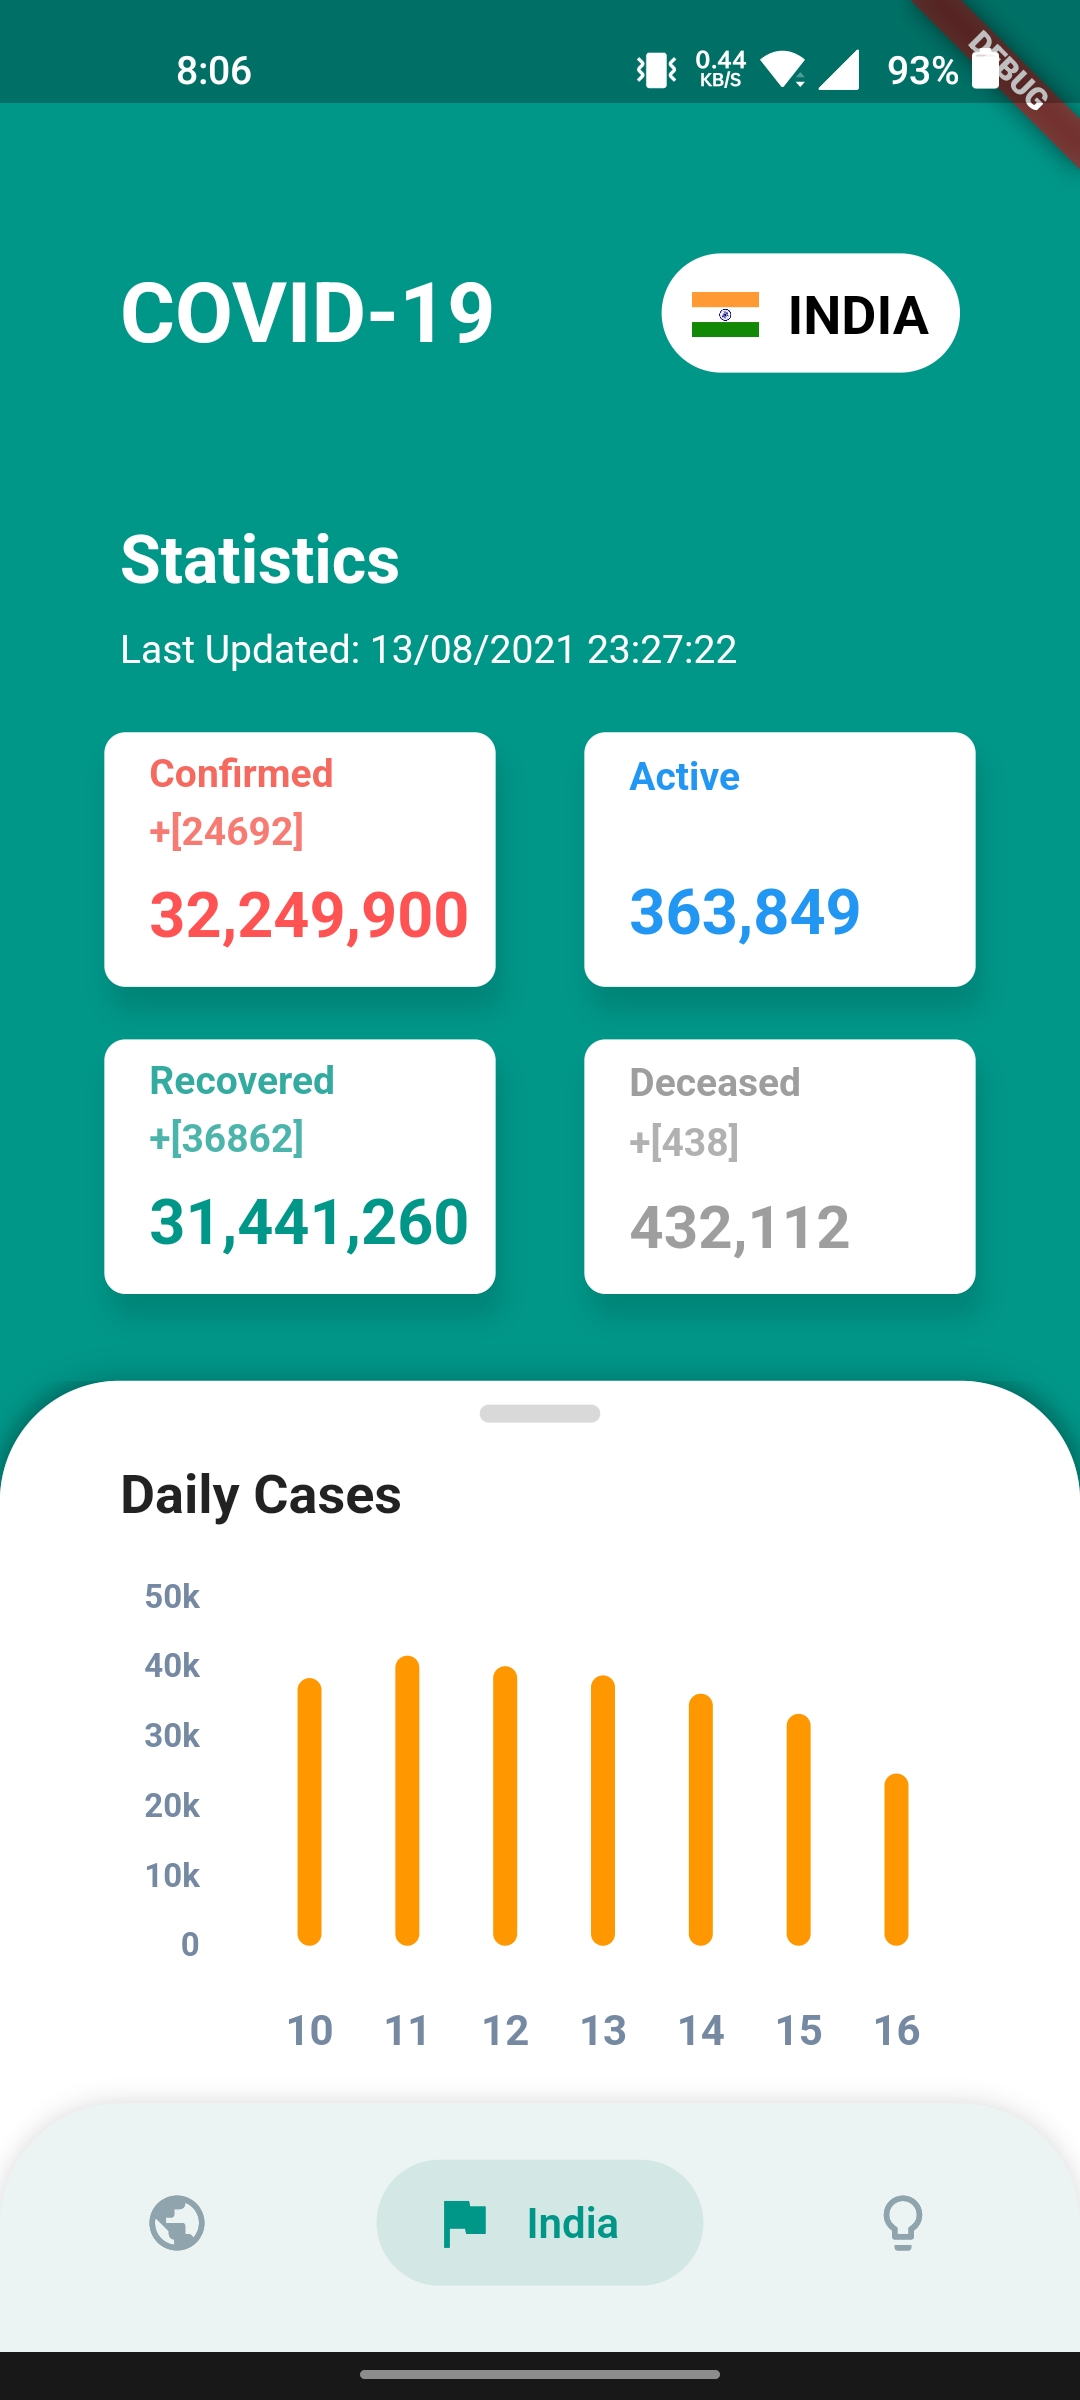 8:06
0.44
KB/S
93%
DEBUG
COVID-19
INDIA
Statistics
Last Updated: 13/08/2021 23:27:22
Confirmed
+[24692]
32,249,900
Active
363,849
Recovered
+[36862]
31,441,260
Deceased
+[438]
432,112
Daily Cases
50k
40k
30k
20k
10k
0
10 11 12 13 14 15 16
India